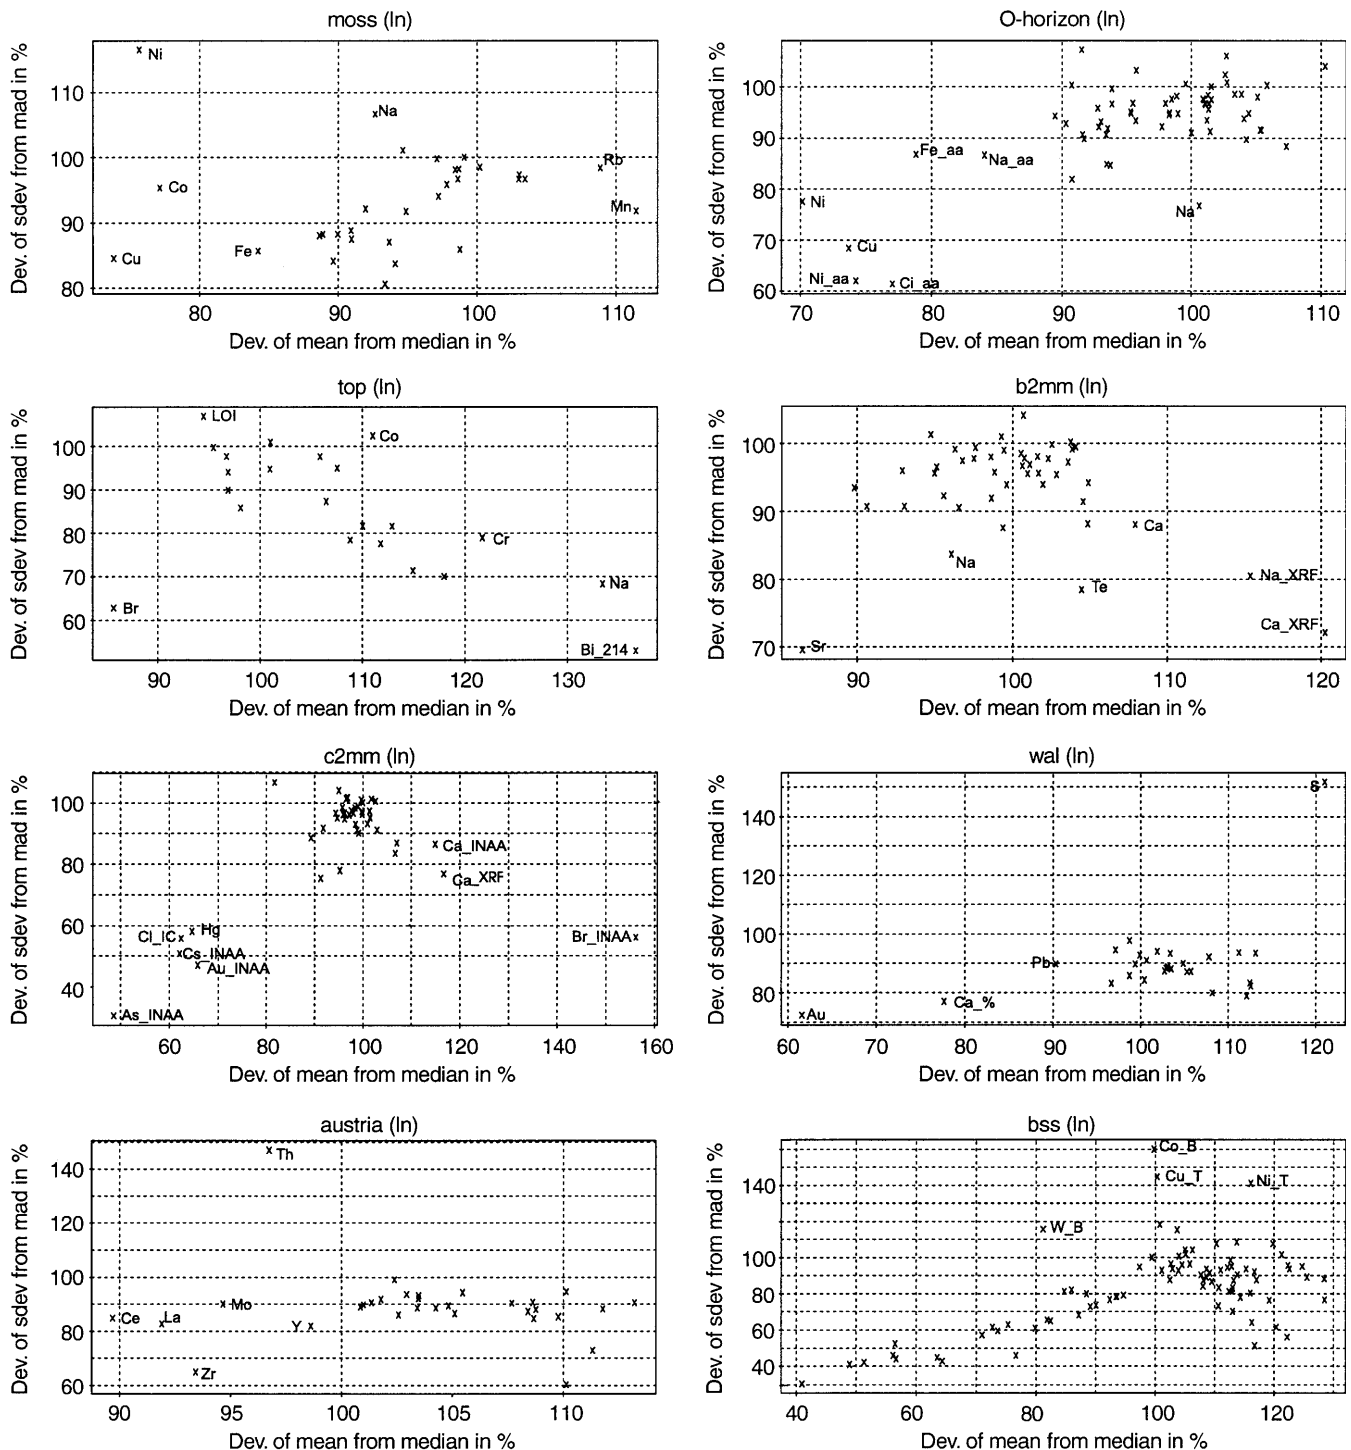 moss (ln)
Dev. of sdev from mad in %
110
100
90
80
Ni
Na
Co
Rb
Mn
Cu
Fe
80
90
100
110
Dev. of mean from median in %
O-horizon (ln)
Dev. of sdev from mad in %
100
90
80
70
60
Fe_aa
Na_aa
Ni
Na
Cu
Ni_aa
Ci_aa
70
80
90
100
110
Dev. of mean from median in %
top (ln)
Dev. of sdev from mad in %
100
90
80
70
60
LOI
Co
Cr
Na
Br
Bi_214
90
100
110
120
130
Dev. of mean from median in %
b2mm (ln)
Dev. of sdev from mad in %
100
90
80
70
Ca
Na
Te
Na_XRF
Ca_XRF
Sr
90
100
110
120
Dev. of mean from median in %
c2mm (ln)
Dev. of sdev from mad in %
100
80
60
40
Ca_INAA
Ca_XRF
Hg
Cl_IC
Br_INAA
Cs_INAA
Au_INAA
As_INAA
60
80
100
120
140
160
Dev. of mean from median in %
wal (ln)
Dev. of sdev from mad in %
140
120
100
80
S
Pb
Ca_%
Au
60
70
80
90
100
110
120
Dev. of mean from median in %
austria (ln)
Dev. of sdev from mad in %
140
120
100
80
60
Th
Mo
Ce
La
Y
Zr
90
95
100
105
110
Dev. of mean from median in %
bss (ln)
Dev. of sdev from mad in %
140
120
100
80
60
40
Co_B
Cu_T
Ni_T
W_B
40
60
80
100
120
Dev. of mean from median in %